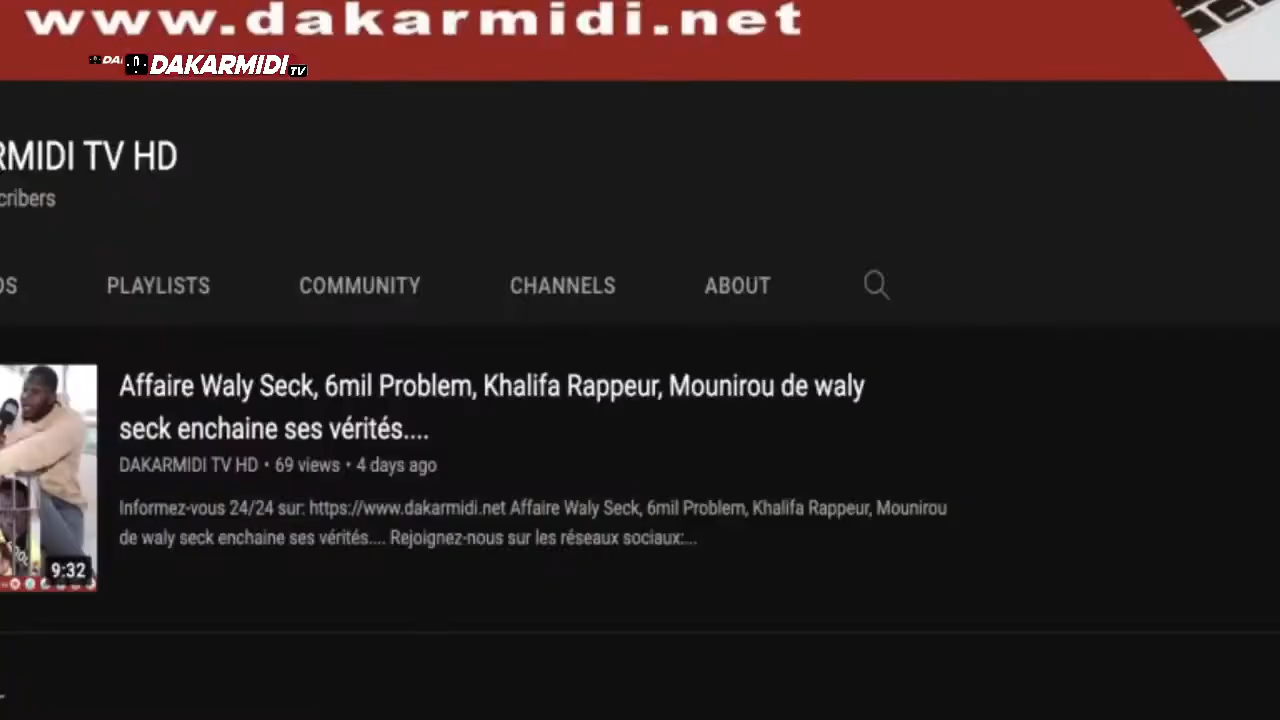 www.dakarmidi.net
DAKARMIDI TV
RMIDI TV HD
cribers
OS
PLAYLISTS
COMMUNITY
CHANNELS
ABOUT
Affaire Waly Seck, 6mil Problem, Khalifa Rappeur, Mounirou de waly
seck enchaine ses vérités....
DAKARMIDI TV HD • 69 views • 4 days ago
Informez-vous 24/24 sur: https://www.dakarmidi.net Affaire Waly Seck, 6mil Problem, Khalifa Rappeur, Mounirou
de waly seck enchaine ses vérités.... Rejoignez-nous sur les réseaux sociaux:...
9:32